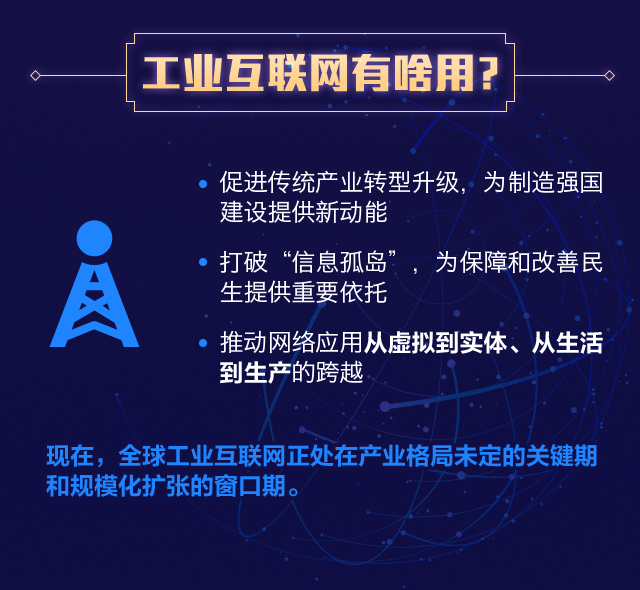 工业互联网有啥用?
促进传统产业转型升级，为制造强国
建设提供新动能
打破“信息孤岛”，为保障和改善民
生提供重要依托
推动网络应用从虚拟到实体、从生活
到生产的跨越
现在，全球工业互联网正处在产业格局未定的关键期
和规模化扩张的窗口期。